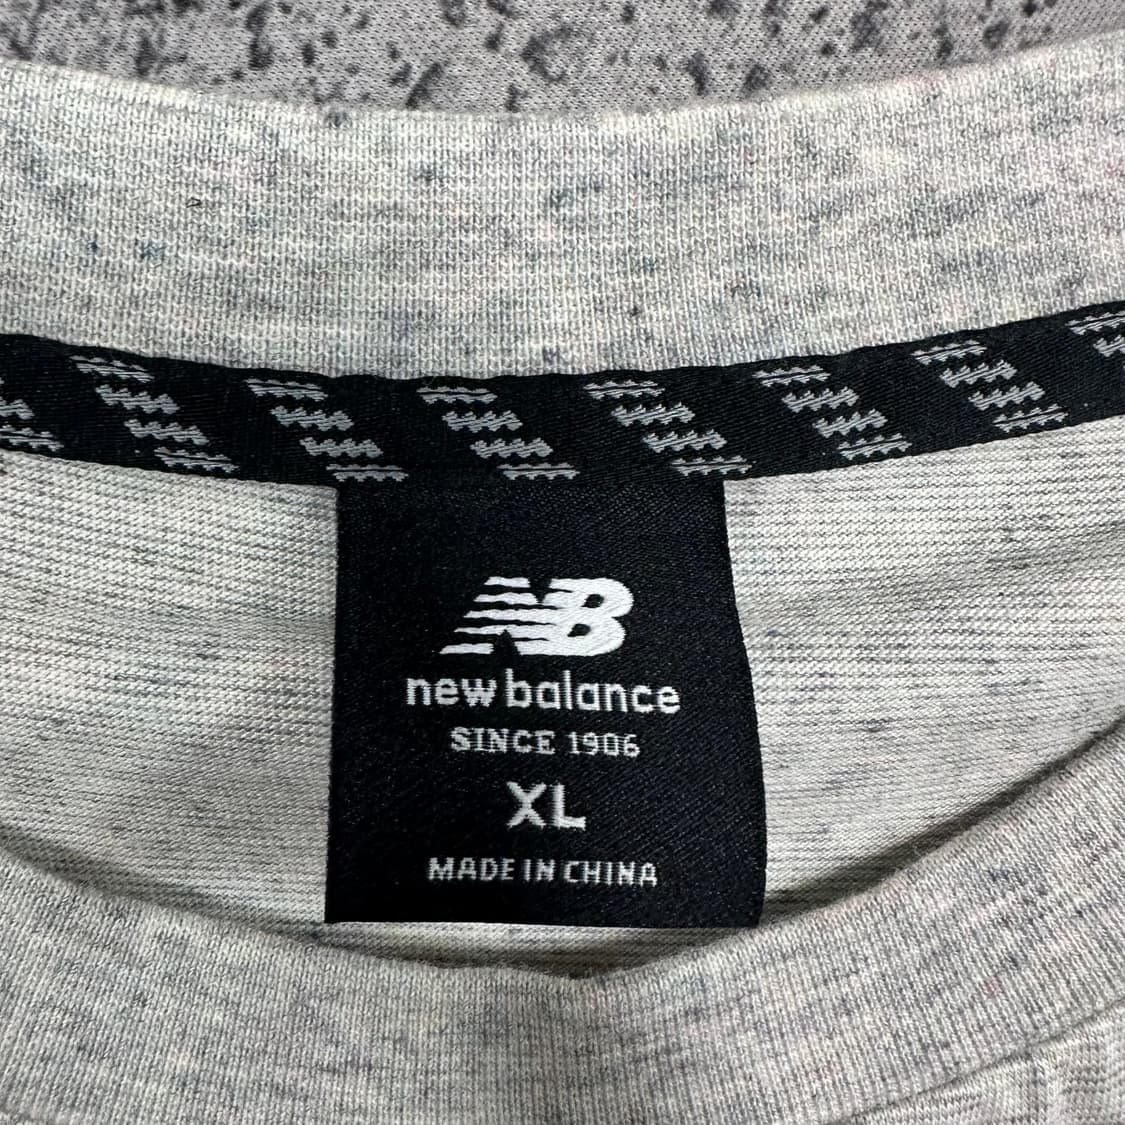 NB
new balance
SINCE 1906
XL
MADE IN CHINA